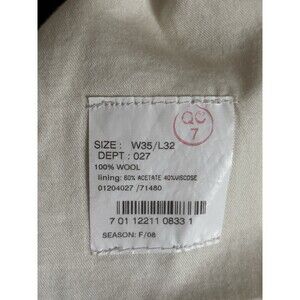 QC
7
SIZE : W35/L32
DEPT : 027
100% WOOL
lining: 60% ACETATE 40%VISCOSE
01204027 /71480
7 01 12211 0833 1
SEASON: F/08